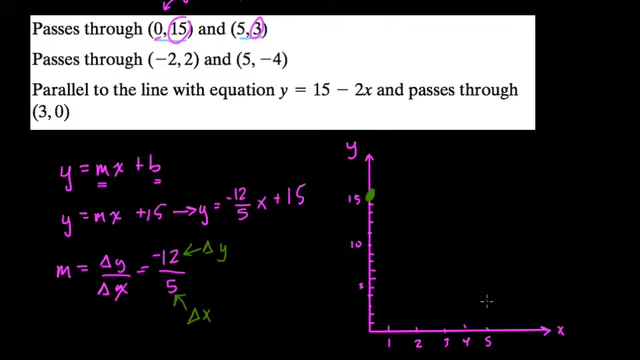 Passes through (0, 15) and (5, 3)
Passes through (−2, 2) and (5, −4)
Parallel to the line with equation y = 15 − 2x and passes through
(3, 0)
y = mx + b
y = mx + 15 → y = -12/5 x + 15
m = Δy/Δx = -12/5 ← Δy
Δx
y
15
10
5
1 2 3 4 5 x